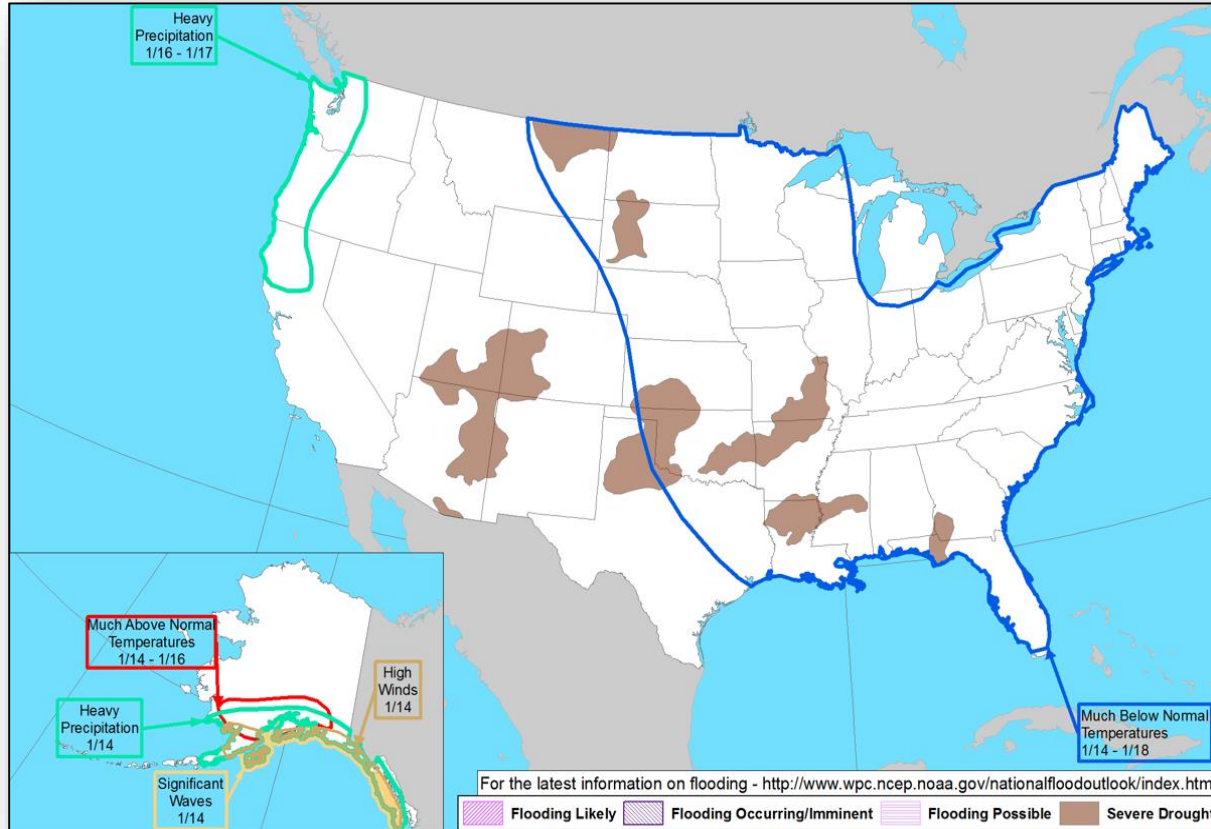 Heavy
Precipitation
1/16 - 1/17
Much Above Normal
Temperatures
1/14 - 1/16
High
Winds
1/14
Heavy
Precipitation
1/14
Significant
Waves
1/14
Much Below Normal
Temperatures
1/14 - 1/18
For the latest information on flooding - http://www.wpc.ncep.noaa.gov/nationalfloodoutlook/index.htm
Flooding Likely Flooding Occurring/Imminent Flooding Possible Severe Drought